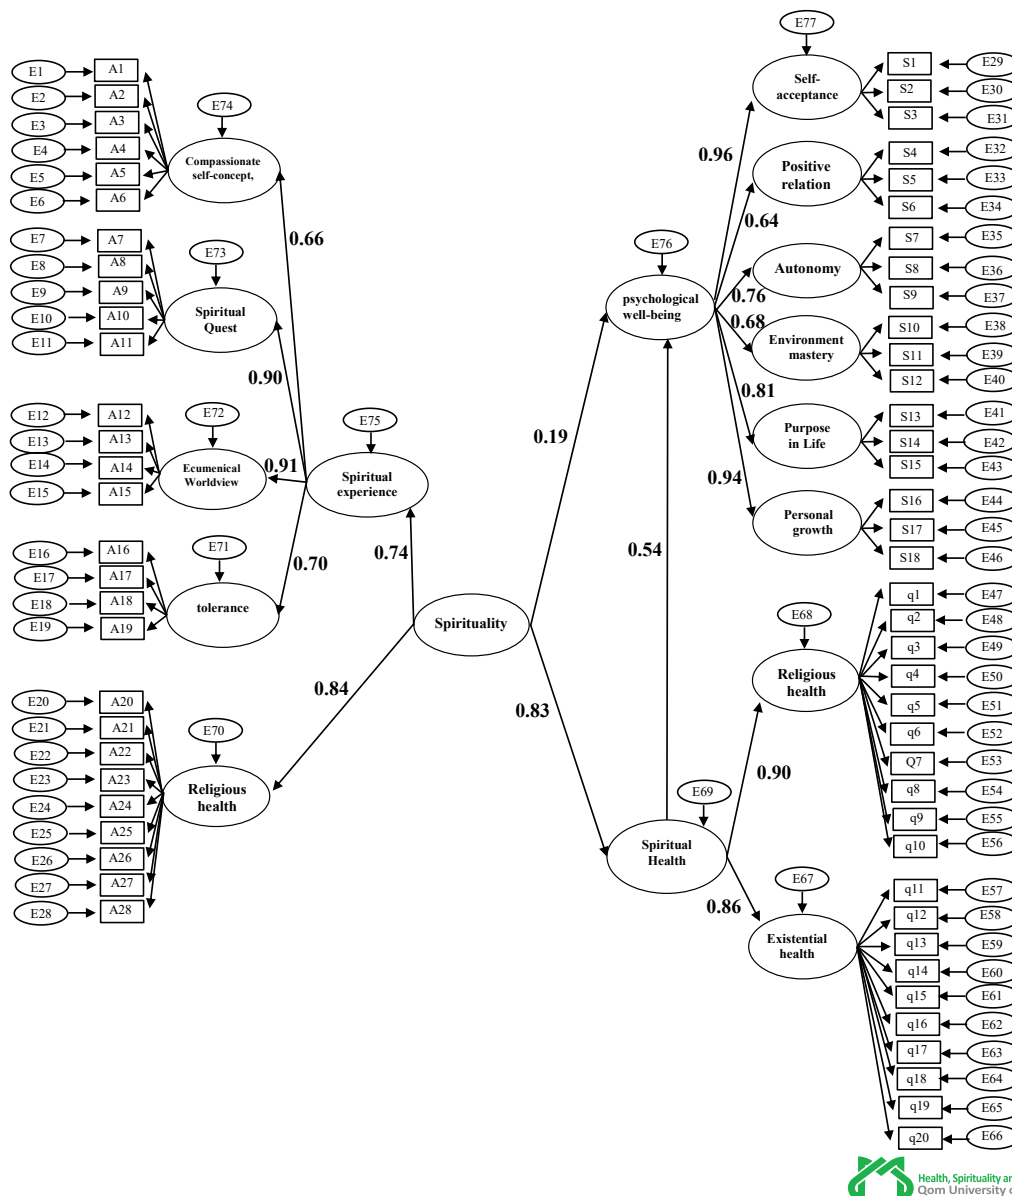 E77
E1 A1
E2 A2
E3 A3
E4 A4
E5 A5
E6 A6
E74
Compassionate
self-concept,
E7 A7
E8 A8
E9 A9
E10 A10
E11 A11
E73
Spiritual
Quest
E12 A12
E13 A13
E14 A14
E15 A15
E72
Ecumenical
Worldview
E16 A16
E17 A17
E18 A18
E19 A19
E71
tolerance
E20 A20
E21 A21
E22 A22
E23 A23
E24 A24
E25 A25
E26 A26
E27 A27
E28 A28
E70
Religious
health
0.66
0.90
0.91
0.70
E75
Spiritual
experience
0.74
0.84
Spirituality
0.19
0.83
E76
psychological
well-being
0.54
E69
Spiritual
Health
0.96
0.64
0.76
0.68
0.81
0.94
0.90
0.86
Self-
acceptance
S1 E29
S2 E30
S3 E31
Positive
relation
S4 E32
S5 E33
S6 E34
Autonomy
S7 E35
S8 E36
S9 E37
Environment
mastery
S10 E38
S11 E39
S12 E40
Purpose
in Life
S13 E41
S14 E42
S15 E43
Personal
growth
S16 E44
S17 E45
S18 E46
E68
Religious
health
q1 E47
q2 E48
q3 E49
q4 E50
q5 E51
q6 E52
Q7 E53
q8 E54
q9 E55
q10 E56
E67
Existential
health
q11 E57
q12 E58
q13 E59
q14 E60
q15 E61
q16 E62
q17 E63
q18 E64
q19 E65
q20 E66
Health, Spirituality an
Qom University o